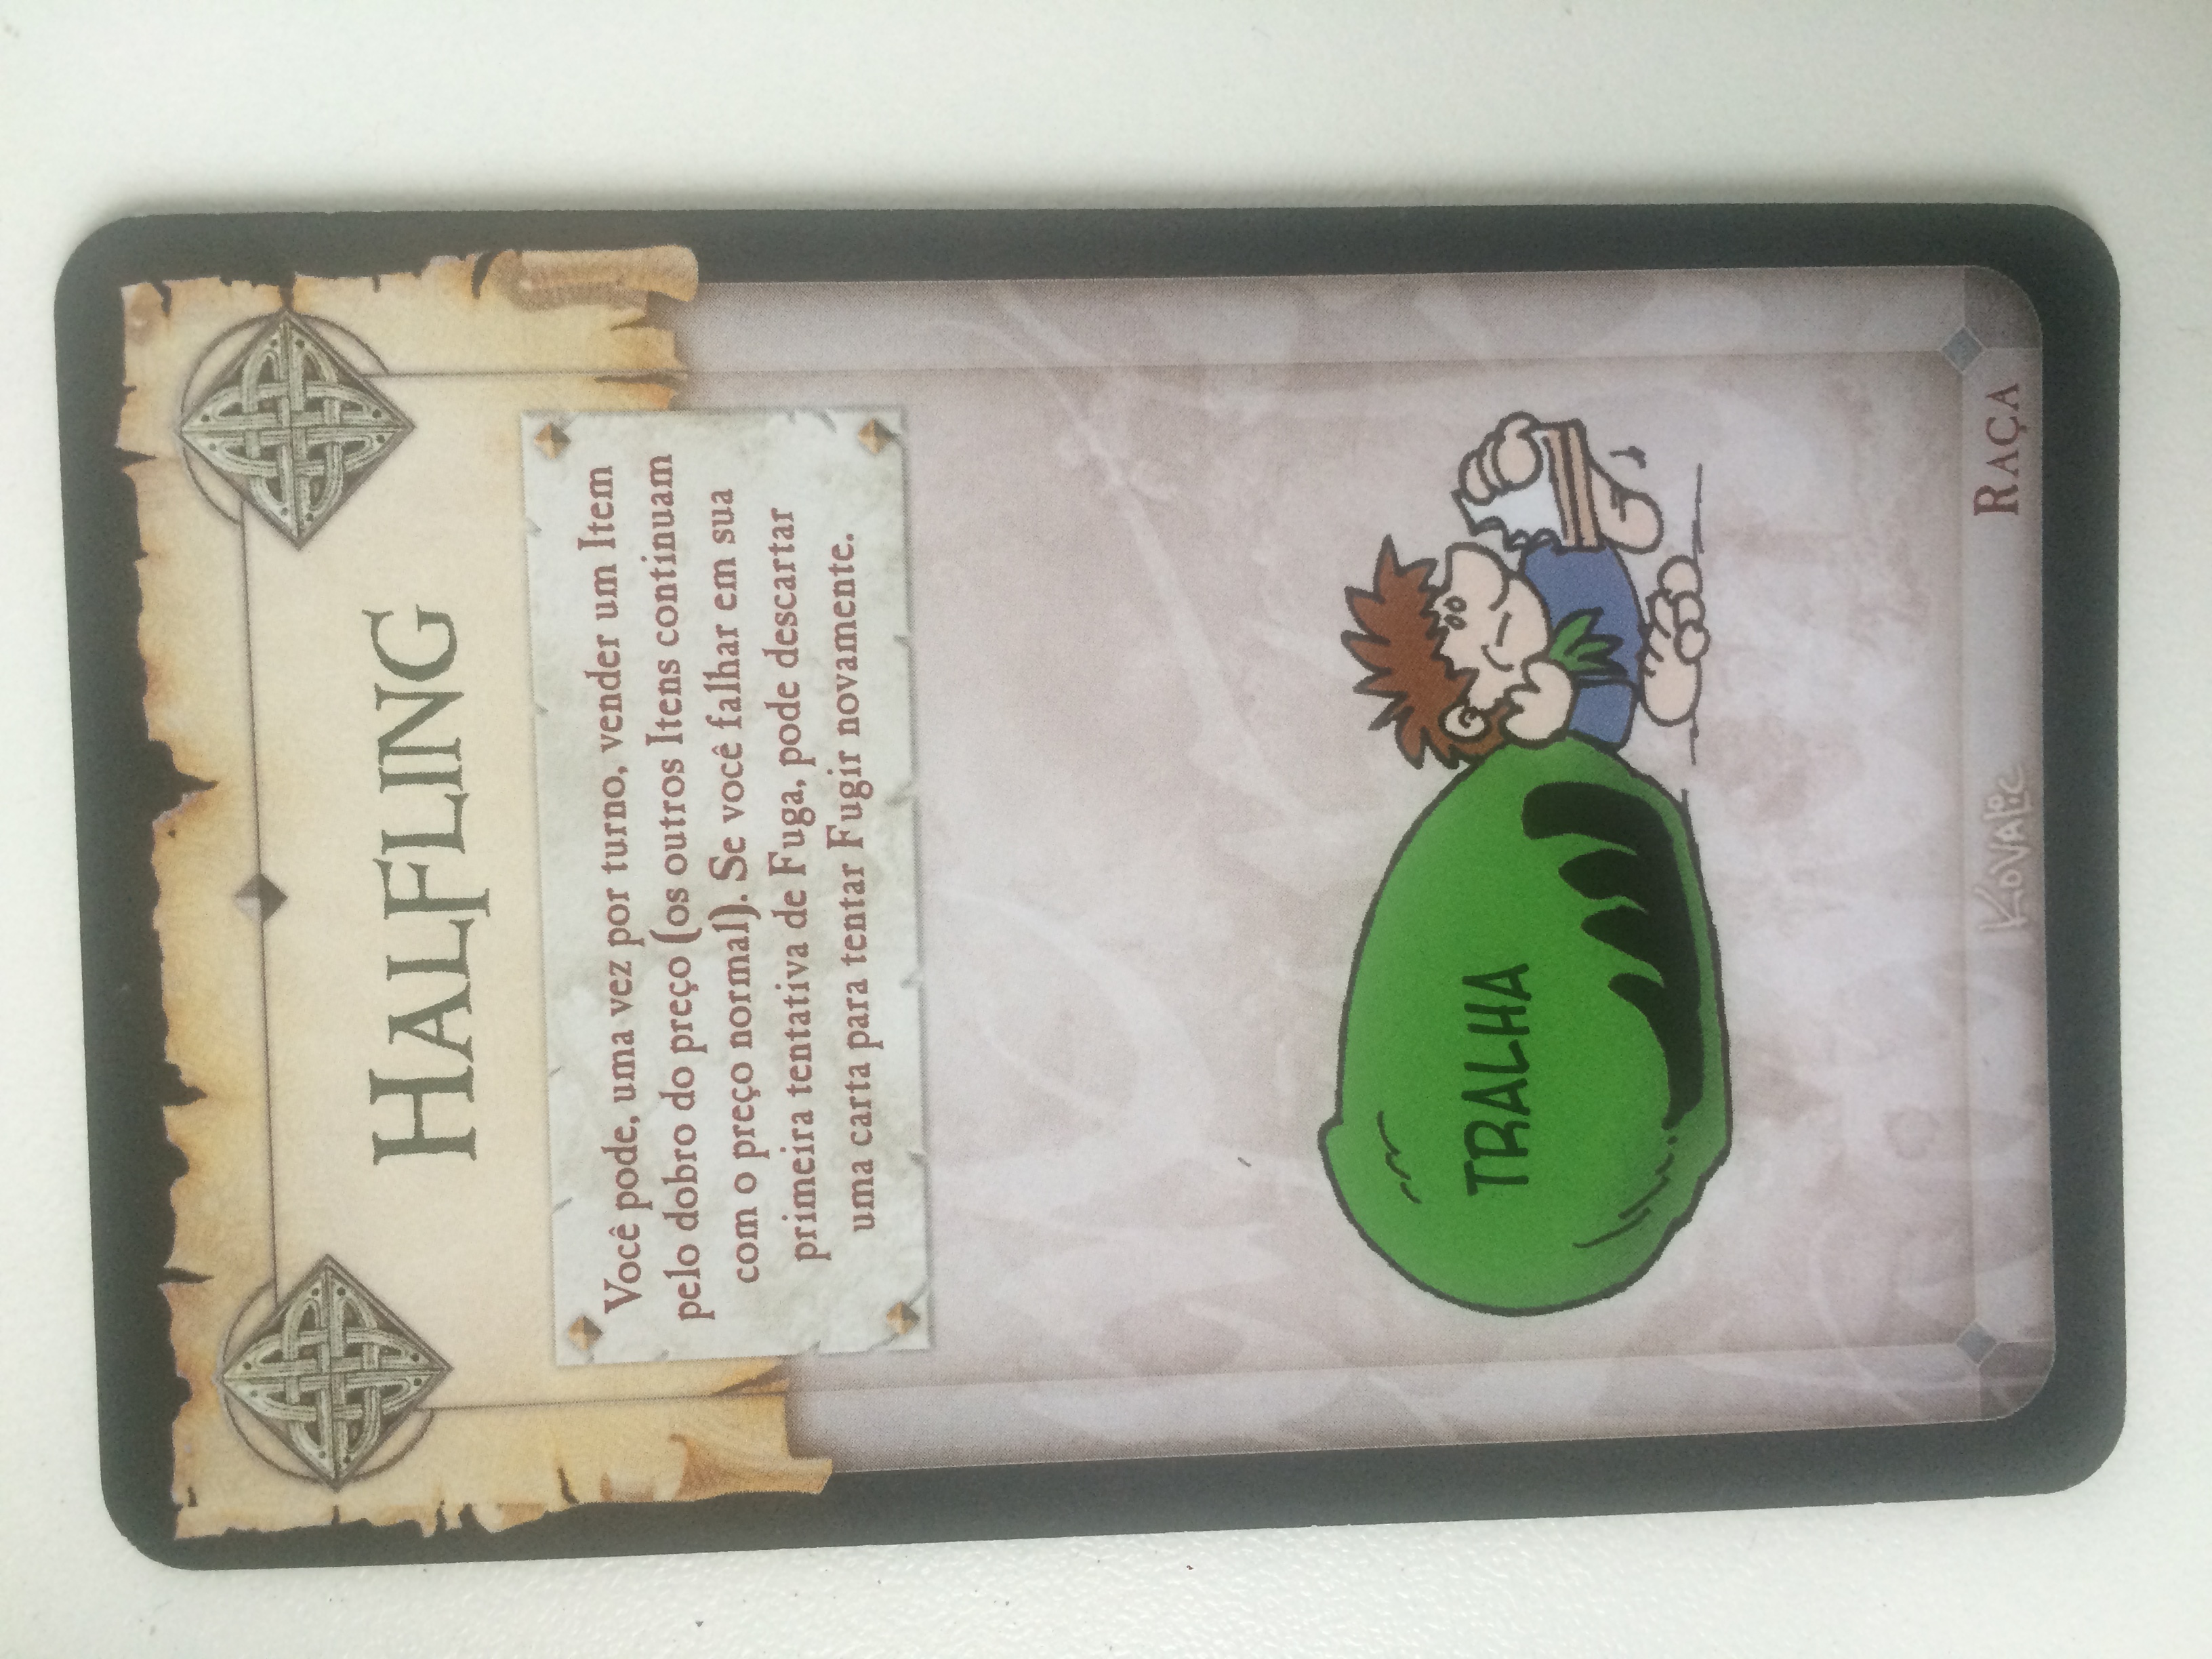 HALFLING
Você pode, uma vez por turno, vender um Item
pelo dobro do preço (os outros Itens continuam
com o preço normal). Se você falhar em sua
primeira tentativa de Fuga, pode descartar
uma carta para tentar Fugir novamente.
TRALHA
KOVALIC
RAÇA